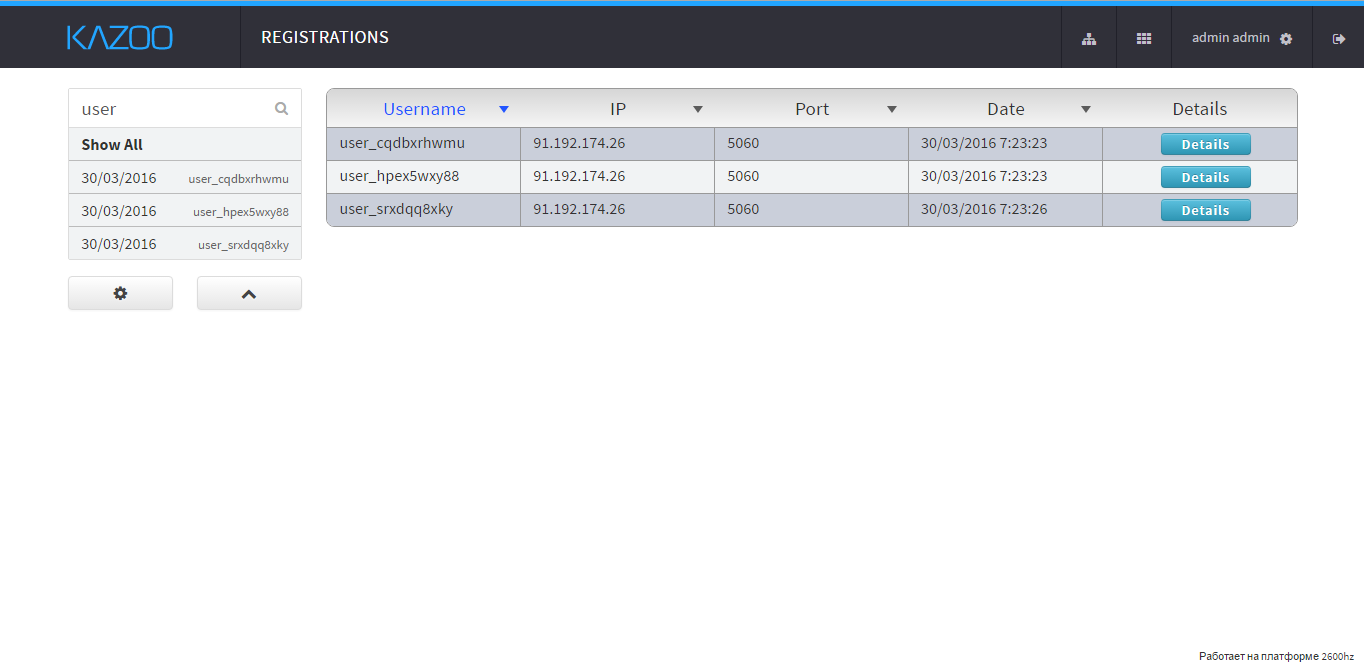 KAZOO REGISTRATIONS admin admin
user
Show All
30/03/2016 user_cqdbxrhwmu
30/03/2016 user_hpex5wxy88
30/03/2016 user_srxdqq8xky
Username IP Port Date Details
user_cqdbxrhwmu 91.192.174.26 5060 30/03/2016 7:23:23 Details
user_hpex5wxy88 91.192.174.26 5060 30/03/2016 7:23:23 Details
user_srxdqq8xky 91.192.174.26 5060 30/03/2016 7:23:26 Details
Работает на платформе 2600hz